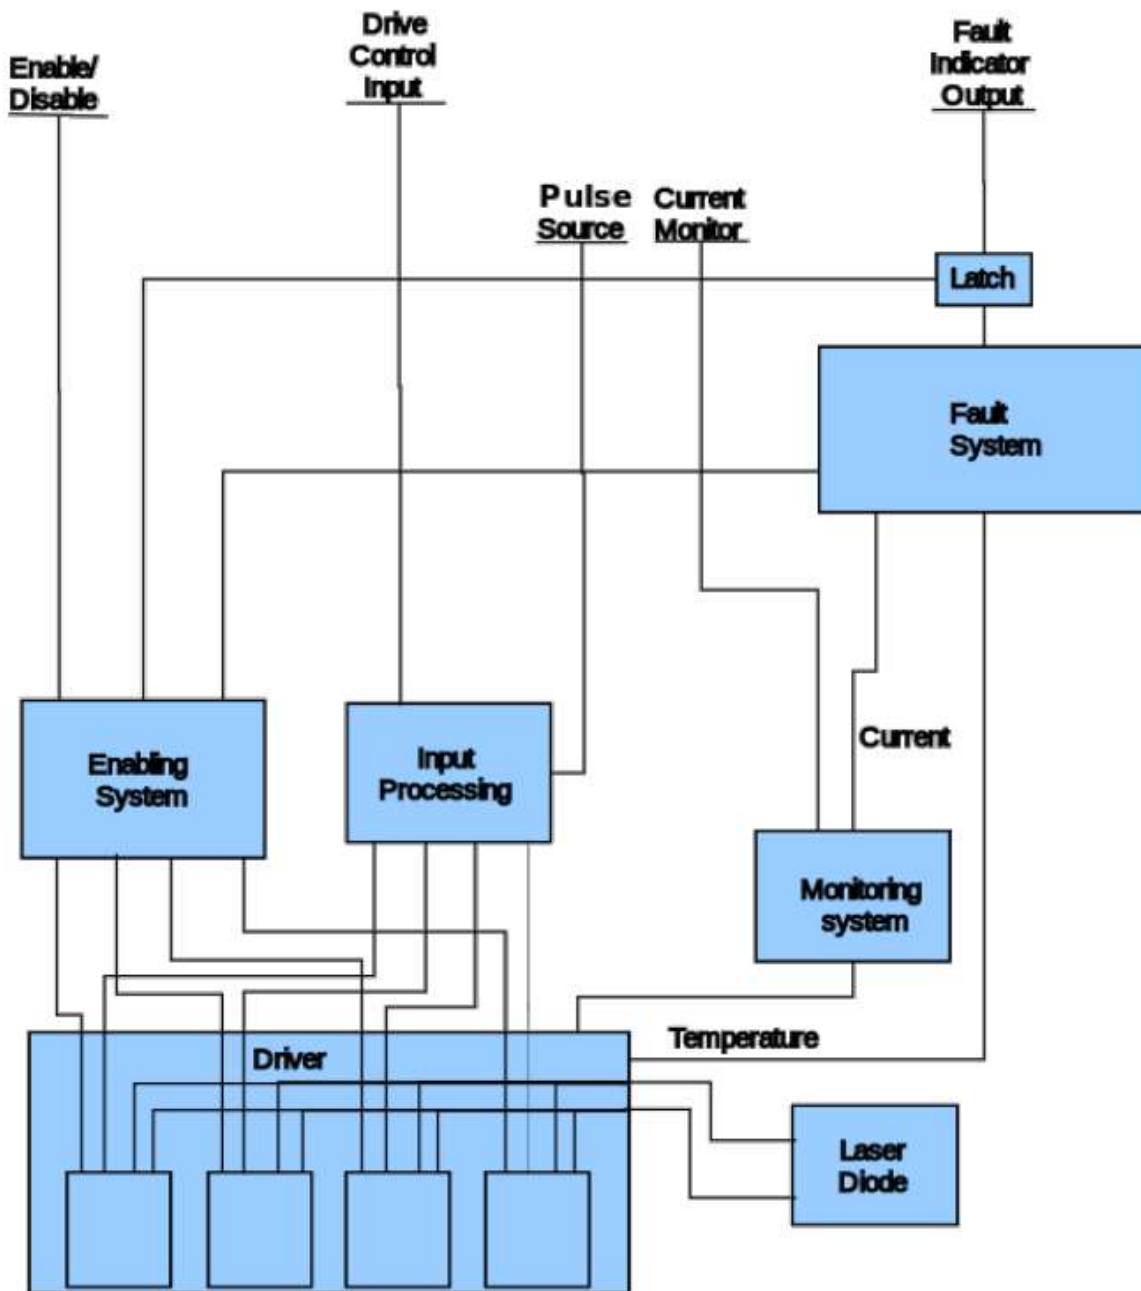 Drive
Control
Input
Fault
Indicator
Output
Enable/
Disable
Pulse
Source
Current
Monitor
Latch
Fault
System
Enabling
System
Input
Processing
Current
Monitoring
system
Temperature
Driver
Laser
Diode